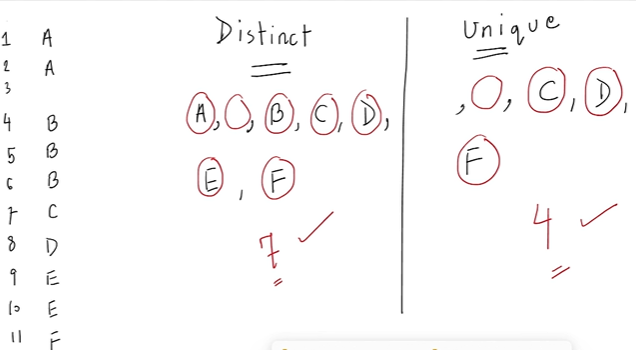 1 A
2 A
3
4 B
5 B
6 B
7 C
8 D
9 E
10 E
11 F
Distinct
A, , B, C, D,
E, F
7 ✓
Unique
, , C, D,
F
4 ✓